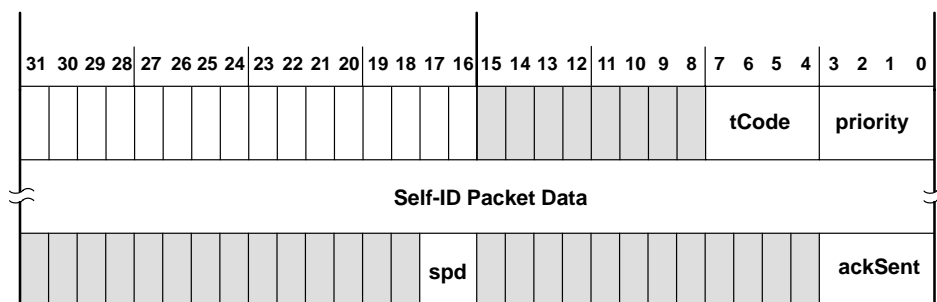 31 30 29 28 27 26 25 24 23 22 21 20 19 18 17 16 15 14 13 12 11 10 9 8 7 6 5 4 3 2 1 0
tCode priority
Self-ID Packet Data
spd ackSent